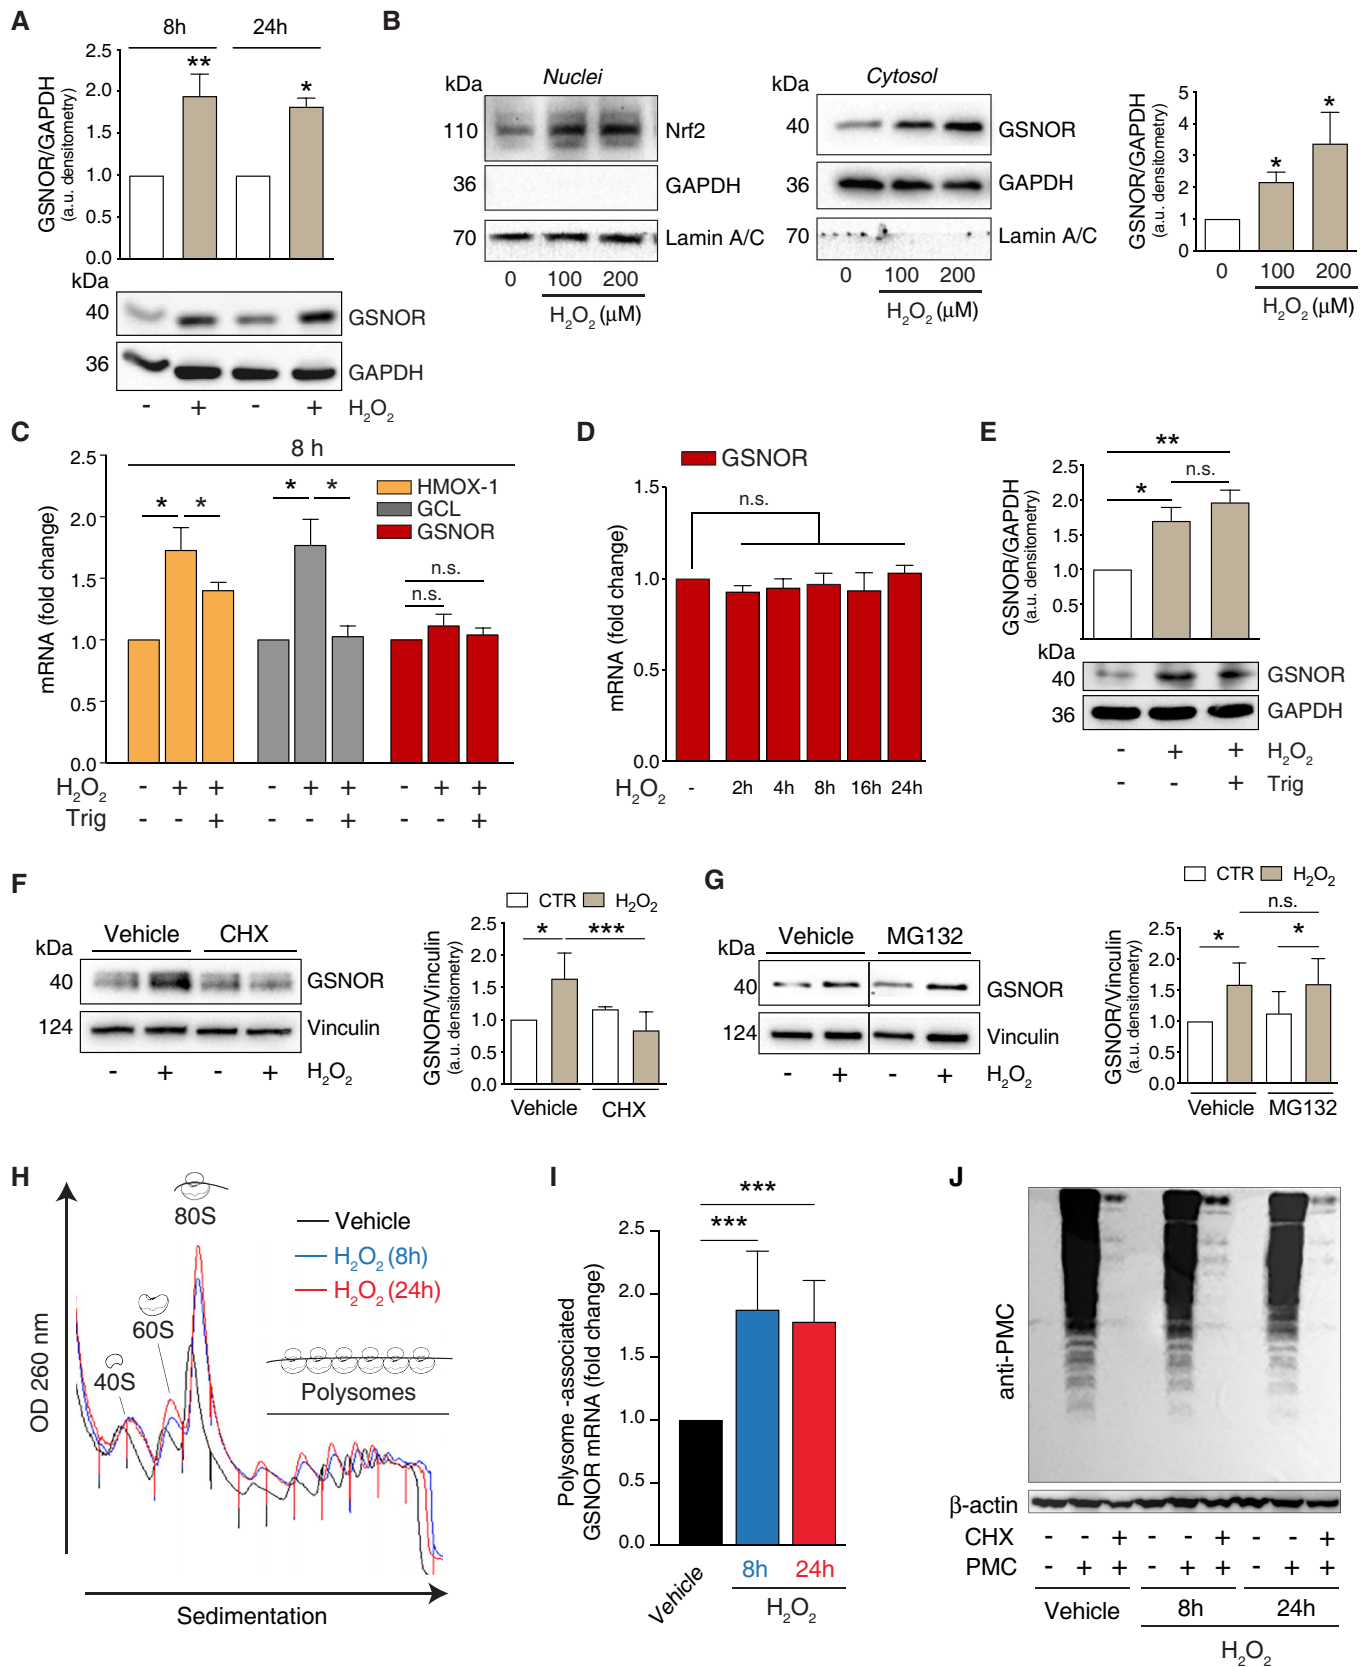 A
8h 24h
GSNOR/GAPDH
(a.u. densitometry)
2.5
2.0
1.5
1.0
0.5
0.0
** *
kDa
40 GSNOR
36 GAPDH
- + - + H2O2
B
kDa Nuclei
110 Nrf2
36 GAPDH
70 Lamin A/C
0 100 200
H2O2 (μM)
kDa Cytosol
40 GSNOR
36 GAPDH
70 Lamin A/C
0 100 200
H2O2 (μM)
GSNOR/GAPDH
(a.u. densitometry)
5
4
3
2
1
0
* *
0 100 200
H2O2 (μM)
C
8 h
mRNA (fold change)
2.5
2.0
1.5
1.0
0.5
0.0
* * * *
n.s.
n.s.
HMOX-1
GCL
GSNOR
H2O2 - + + - + + - + +
Trig - - + - - + - - +
D
GSNOR
mRNA (fold change)
1.5
1.0
0.5
0.0
n.s.
H2O2 - 2h 4h 8h 16h 24h
E
GSNOR/GAPDH
(a.u. densitometry)
2.5
2.0
1.5
1.0
0.5
**
* n.s.
kDa
40 GSNOR
36 GAPDH
- + + H2O2
- - + Trig
F
kDa Vehicle CHX
40 GSNOR
124 Vinculin
- + - + H2O2
CTR H2O2
GSNOR/Vinculin
(a.u. densitometry)
2.5
2.0
1.5
1.0
0.5
0.0
* ***
Vehicle CHX
G
kDa Vehicle MG132
40 GSNOR
124 Vinculin
- + - + H2O2
CTR H2O2
GSNOR/Vinculin
(a.u. densitometry)
2.5
2.0
1.5
1.0
0.5
0.0
n.s.
* *
Vehicle MG132
H
OD 260 nm
80S
60S
40S
Vehicle
H2O2 (8h)
H2O2 (24h)
Polysomes
Sedimentation
I
Polysome -associated
GSNOR mRNA (fold change)
2.5
2.0
1.5
1.0
0.5
0.0
***
***
Vehicle 8h 24h
H2O2
J
anti-PMC
β-actin
CHX - - + - - + - - +
PMC - + + - + + - + +
Vehicle 8h 24h
H2O2